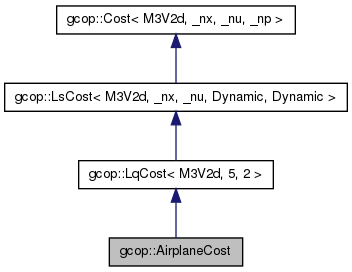 gcop::Cost< M3V2d, _nx, _nu, _np >
gcop::LsCost< M3V2d, _nx, _nu, Dynamic, Dynamic >
gcop::LqCost< M3V2d, 5, 2 >
gcop::AirplaneCost